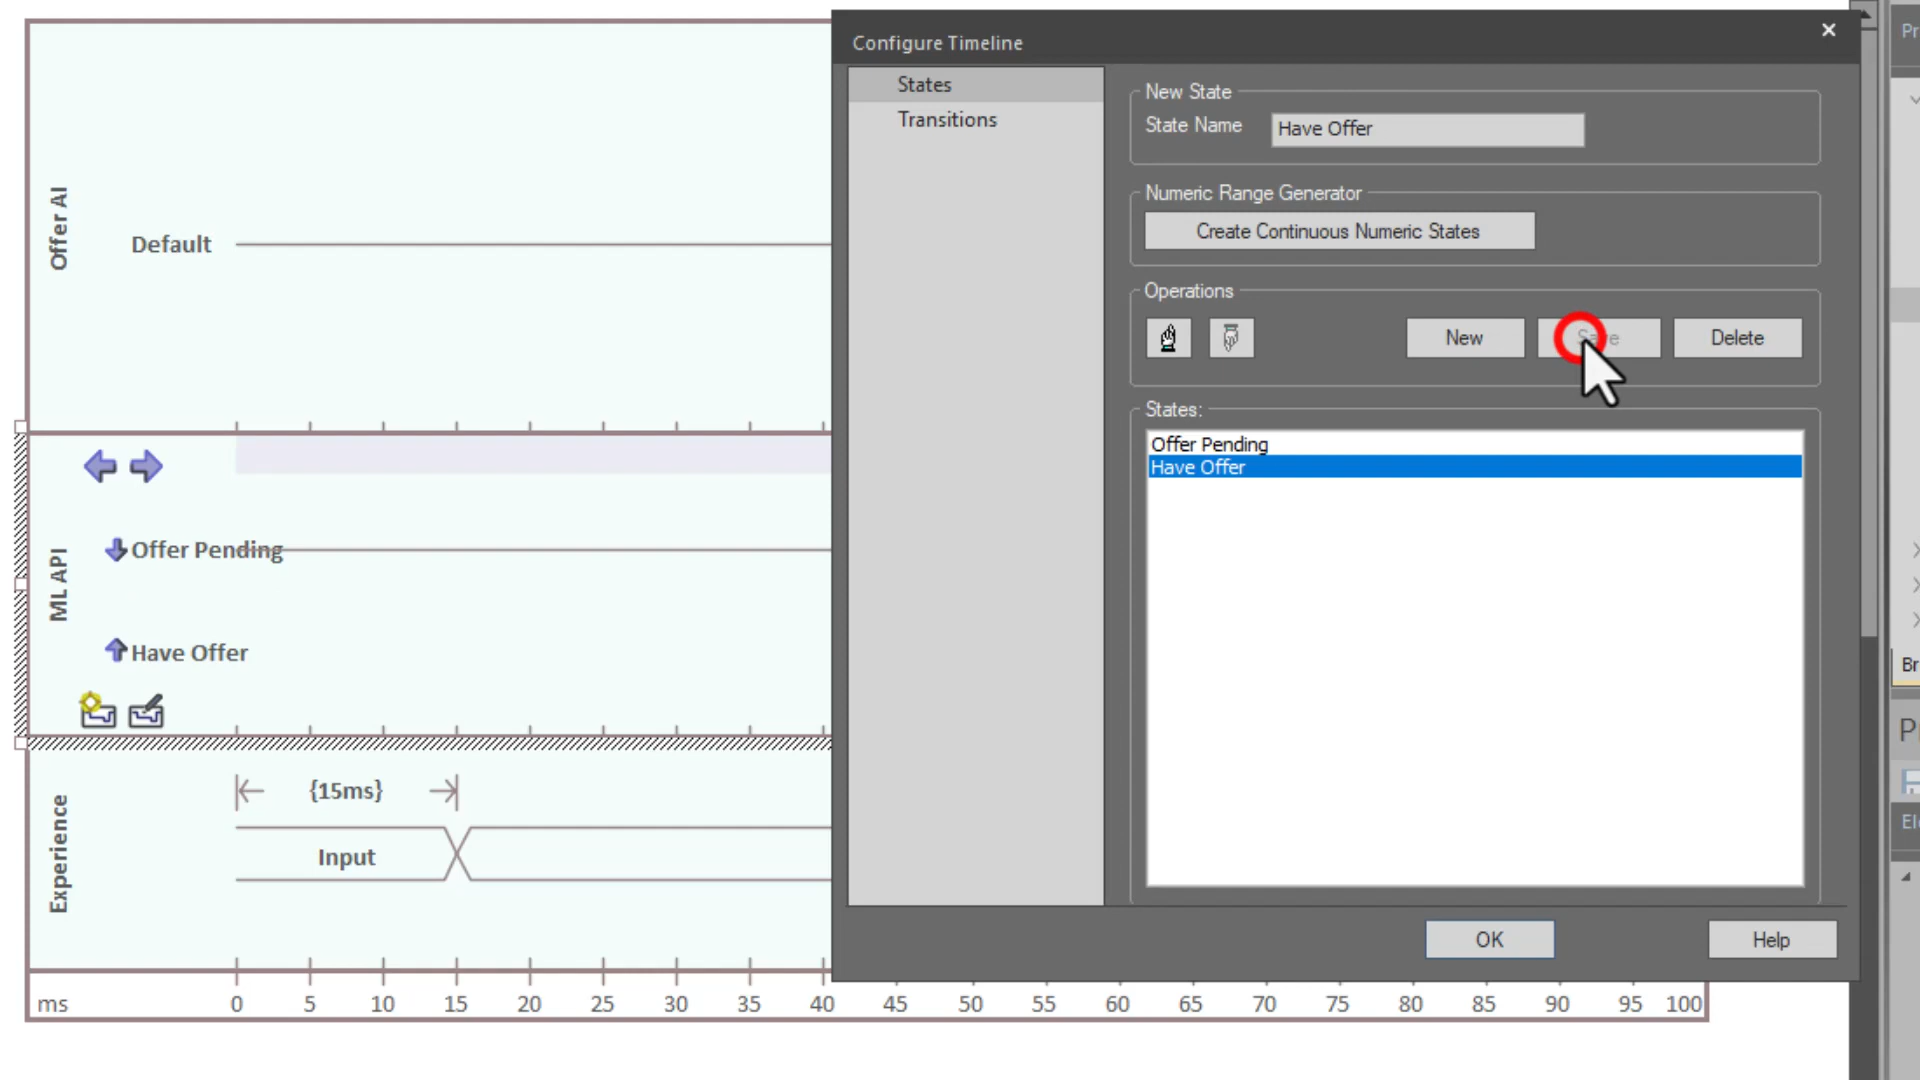 Configure Timeline
States
Transitions
New State
State Name
Have Offer
Numeric Range Generator
Create Continuous Numeric States
Operations
New
Delete
States:
Offer Pending
Have Offer
OK
Help
Offer AI
Default
ML API
Offer Pending
Have Offer
Experience
{15ms}
Input
ms 0 5 10 15 20 25 30 35 40 45 50 55 60 65 70 75 80 85 90 95 100